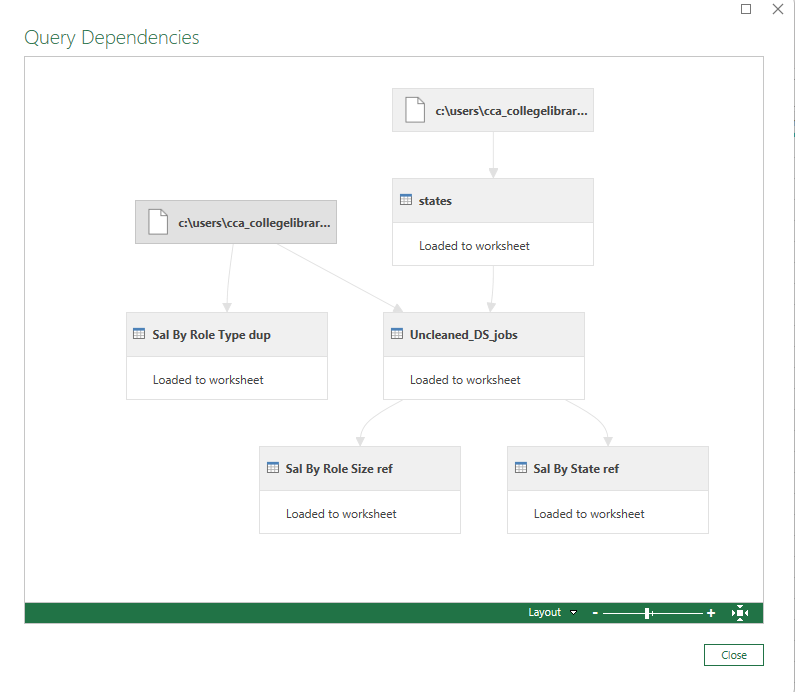 Query Dependencies
c:\users\cca_collegelibrar...
states
Loaded to worksheet
c:\users\cca_collegelibrar...
Sal By Role Type dup
Loaded to worksheet
Uncleaned_DS_jobs
Loaded to worksheet
Sal By Role Size ref
Loaded to worksheet
Sal By State ref
Loaded to worksheet
Layout
Close